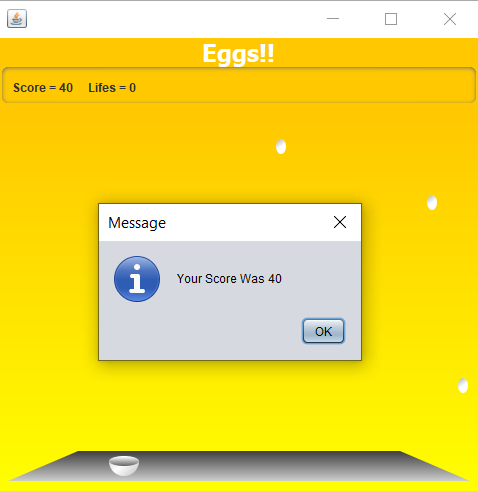 Eggs!!
Score = 40 Lifes = 0
Message
Your Score Was 40
OK